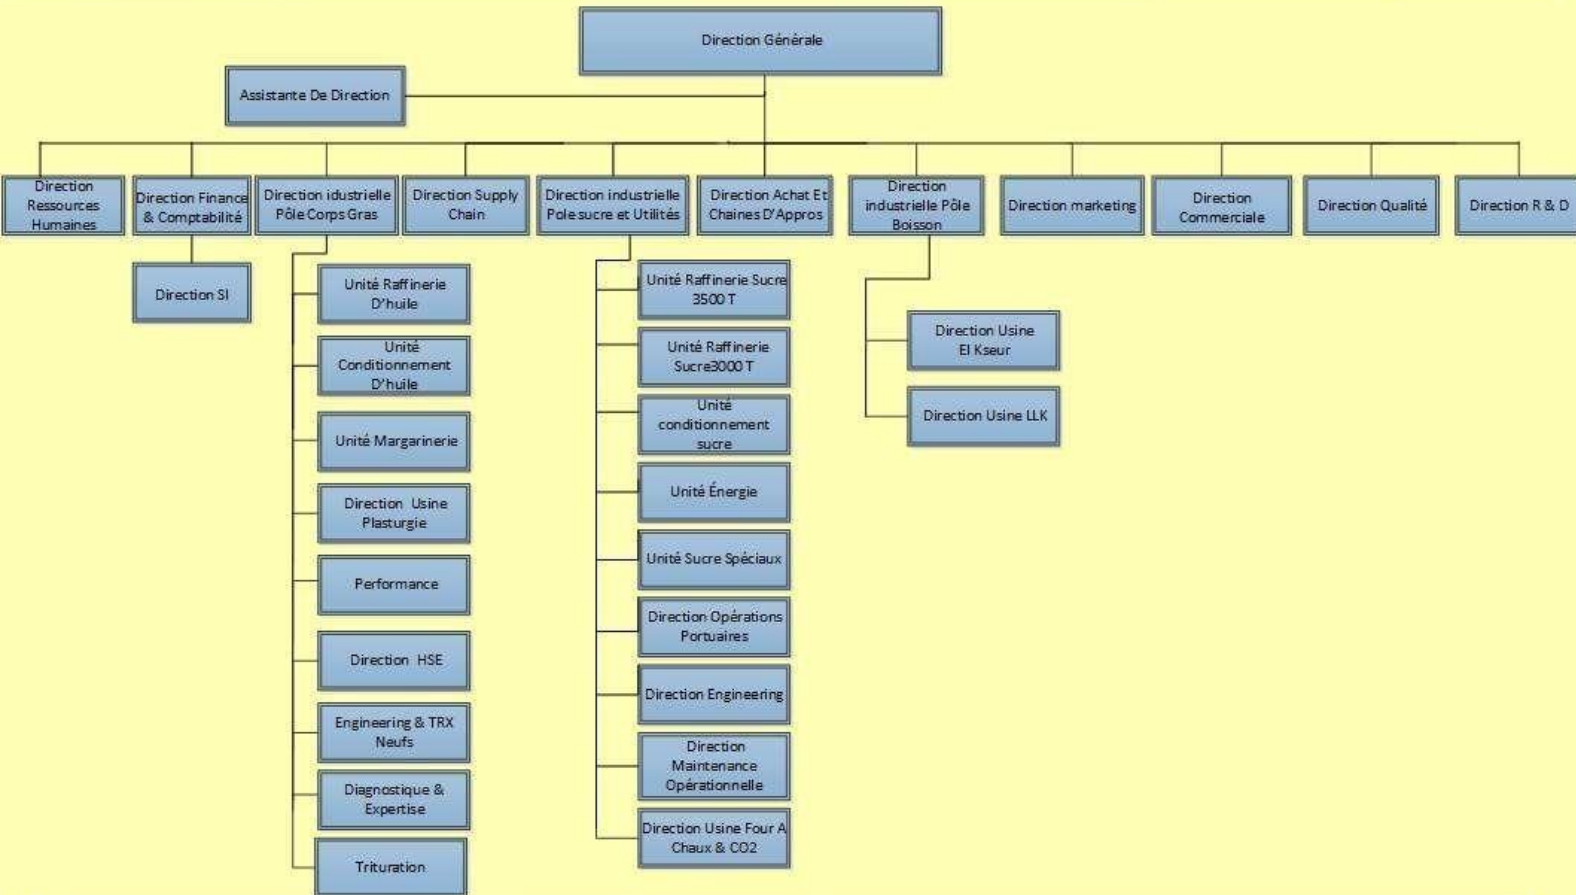 Direction Générale
Assistante De Direction
Direction
Ressources
Humaines
Direction Finance
& Comptabilité
Direction idustrielle
Pôle Corps Gras
Direction Supply
Chain
Direction industrielle
Pole sucre et Utilités
Direction Achat Et
Chaines D'Appros
Direction
industrielle Pôle
Boisson
Direction marketing
Direction
Commerciale
Direction Qualité
Direction R & D
Direction SI
Unité Raffinerie
D'huile
Unité
Conditionnement
D'huile
Unité Margarinerie
Direction Usine
Plasturgie
Performance
Direction HSE
Engineering & TRX
Neufs
Diagnostique &
Expertise
Trituration
Unité Raffinerie Sucre
3500 T
Unité Raffinerie
Sucre3000 T
Unité
conditionnement
sucre
Unité Énergie
Unité Sucre Spéciaux
Direction Opérations
Portuaires
Direction Engineering
Direction
Maintenance
Opérationnelle
Direction Usine Four A
Chaux & CO2
Direction Usine
El Kseur
Direction Usine LLK